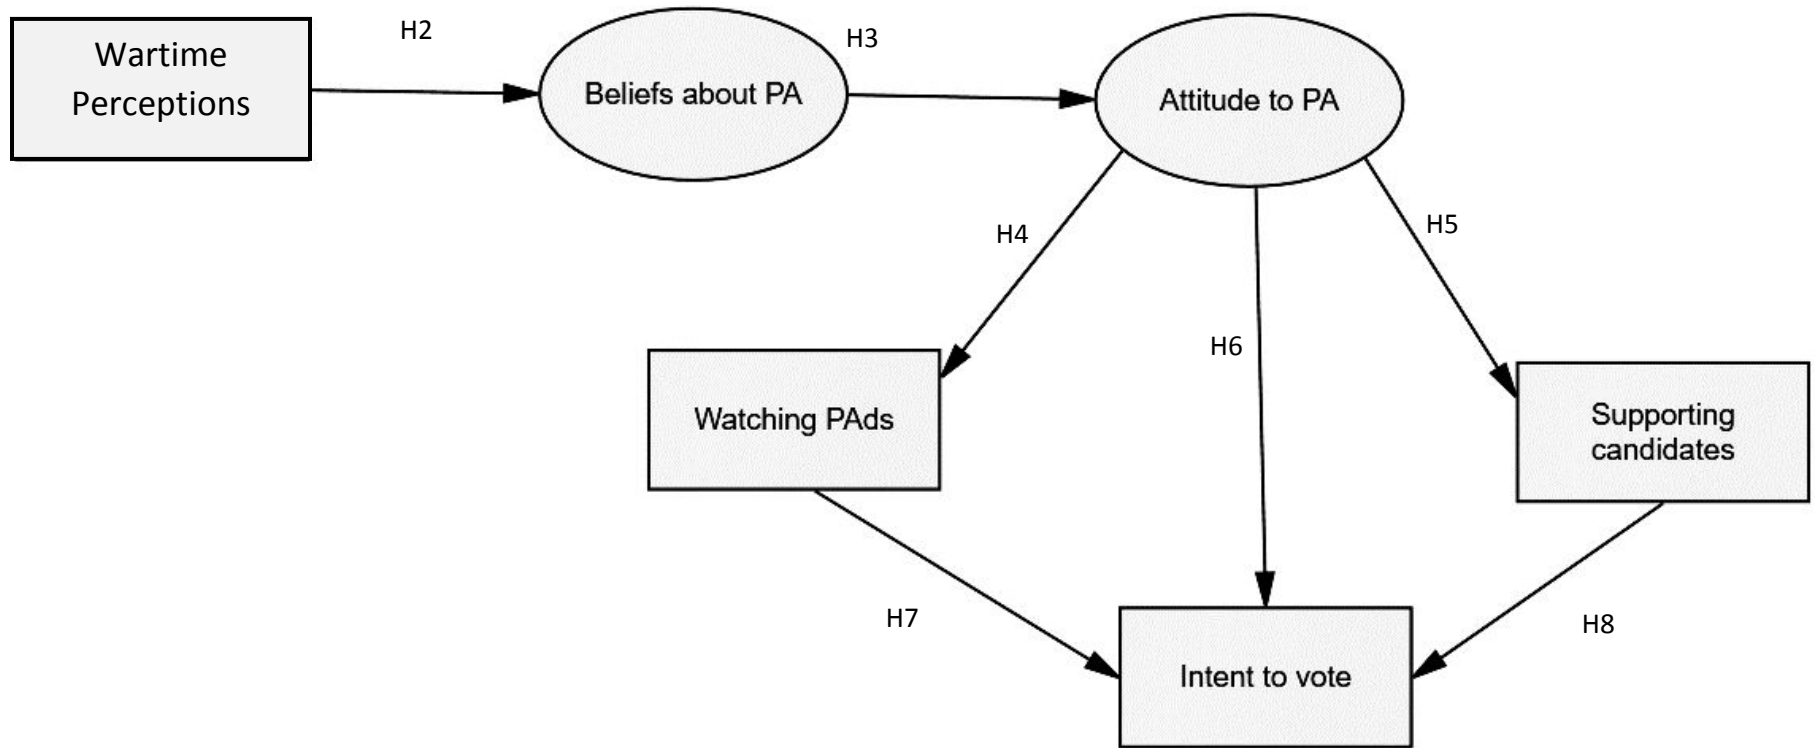 H2
Wartime
Perceptions
Beliefs about PA
H3
Attitude to PA
H4
H5
H6
Watching PAds
Supporting
candidates
H7
H8
Intent to vote